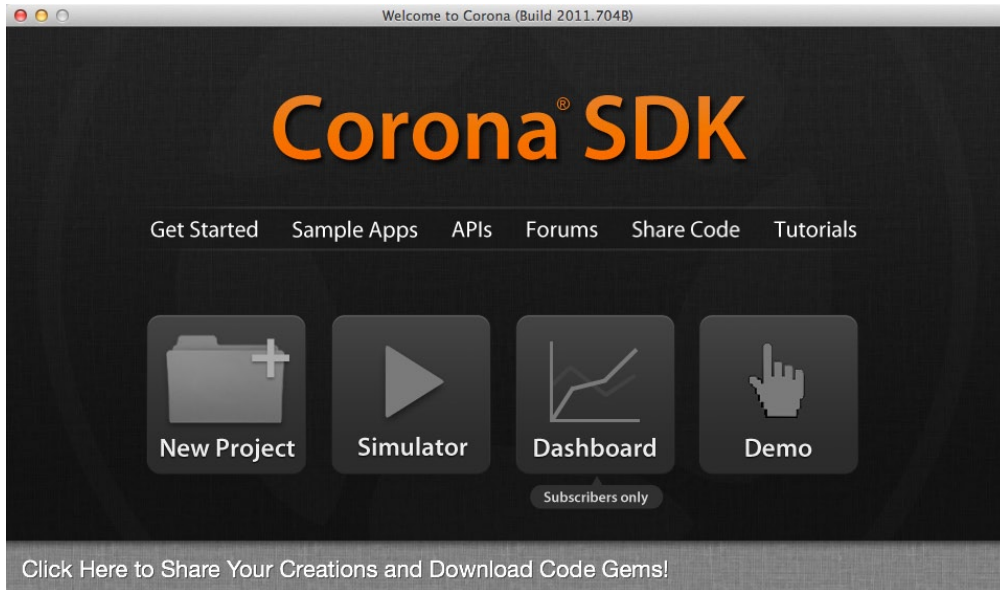 Welcome to Corona (Build 2011.704B)
Corona® SDK
Get Started Sample Apps APIs Forums Share Code Tutorials
New Project Simulator Dashboard Demo
Subscribers only
Click Here to Share Your Creations and Download Code Gems!